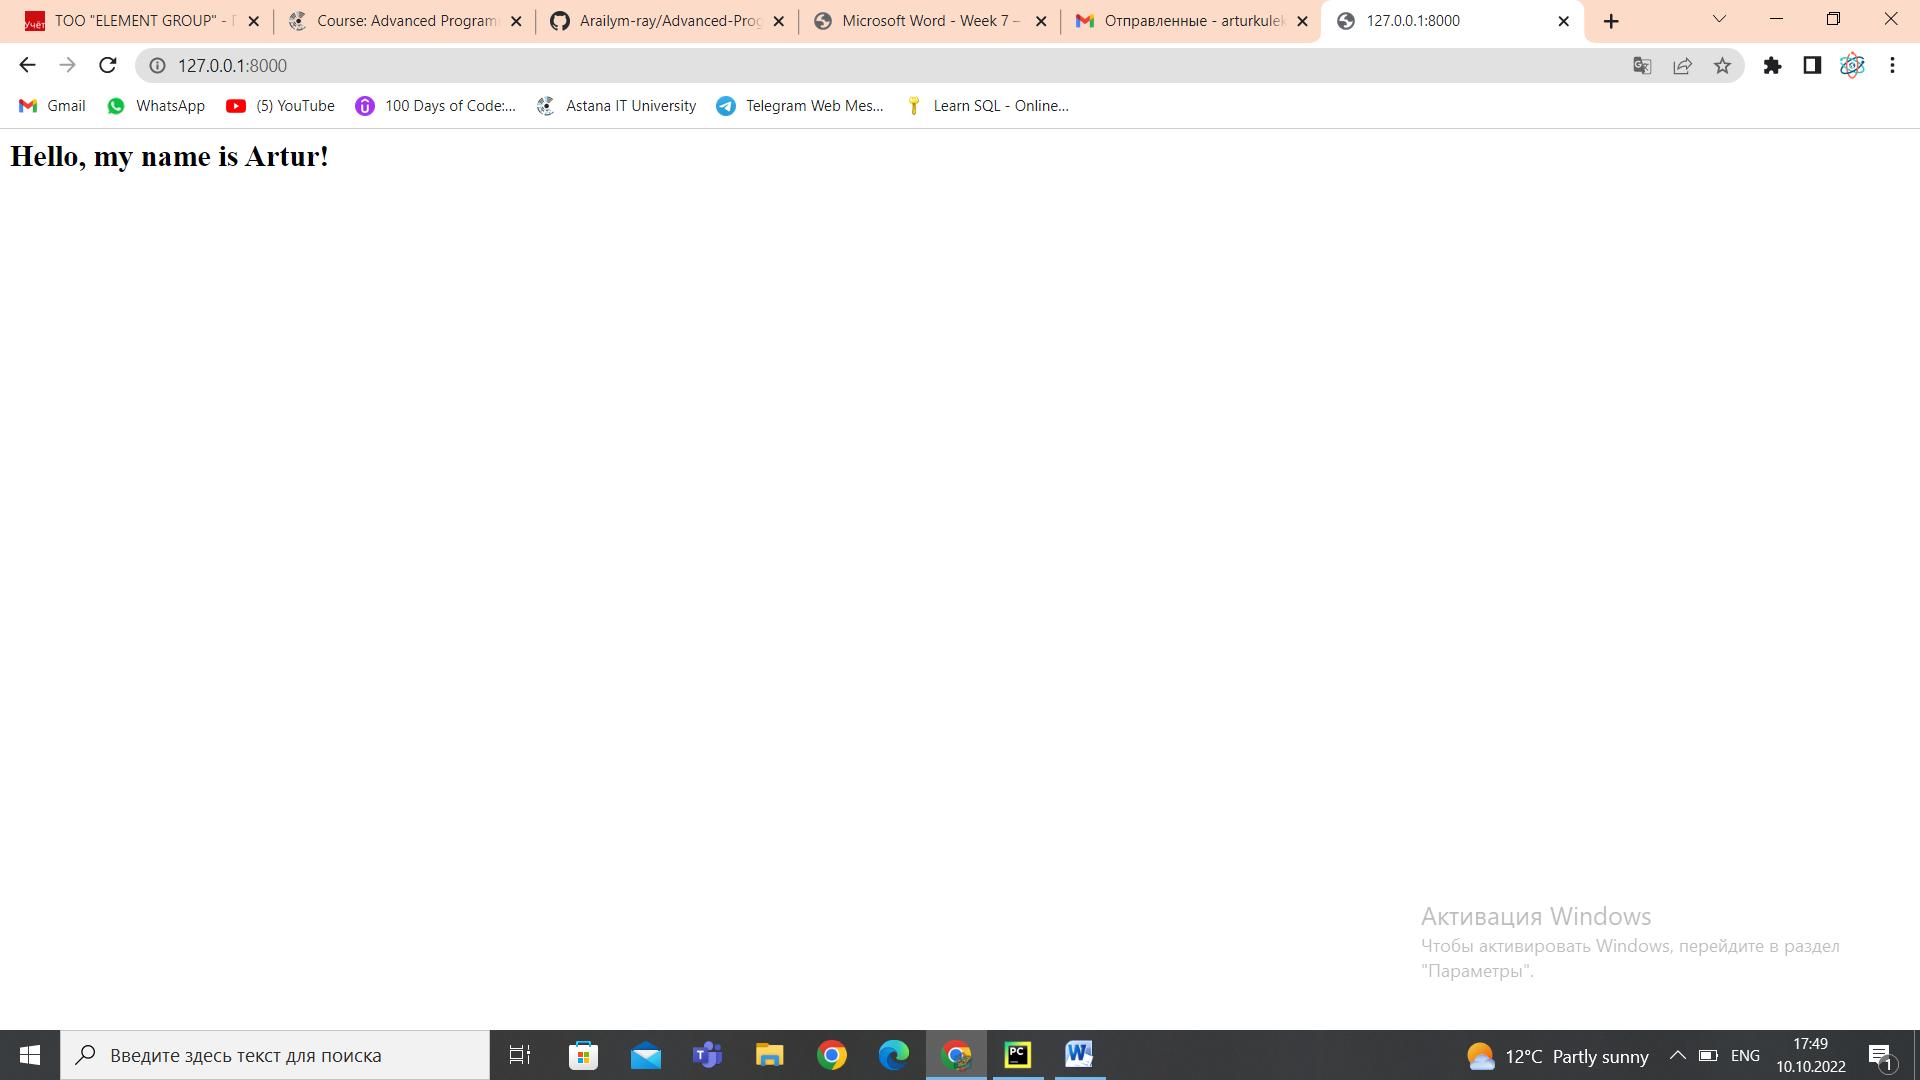 TOO "ELEMENT GROUP" -
Course: Advanced Program
Arailym-ray/Advanced-Prog
Microsoft Word - Week 7 –
Отправленные - arturkulek
127.0.0.1:8000
127.0.0.1:8000
Gmail
WhatsApp
(5) YouTube
100 Days of Code:...
Astana IT University
Telegram Web Mes...
Learn SQL - Online...
Hello, my name is Artur!
Активация Windows
Чтобы активировать Windows, перейдите в раздел
"Параметры".
Введите здесь текст для поиска
12°C Partly sunny
ENG
17:49
10.10.2022
1